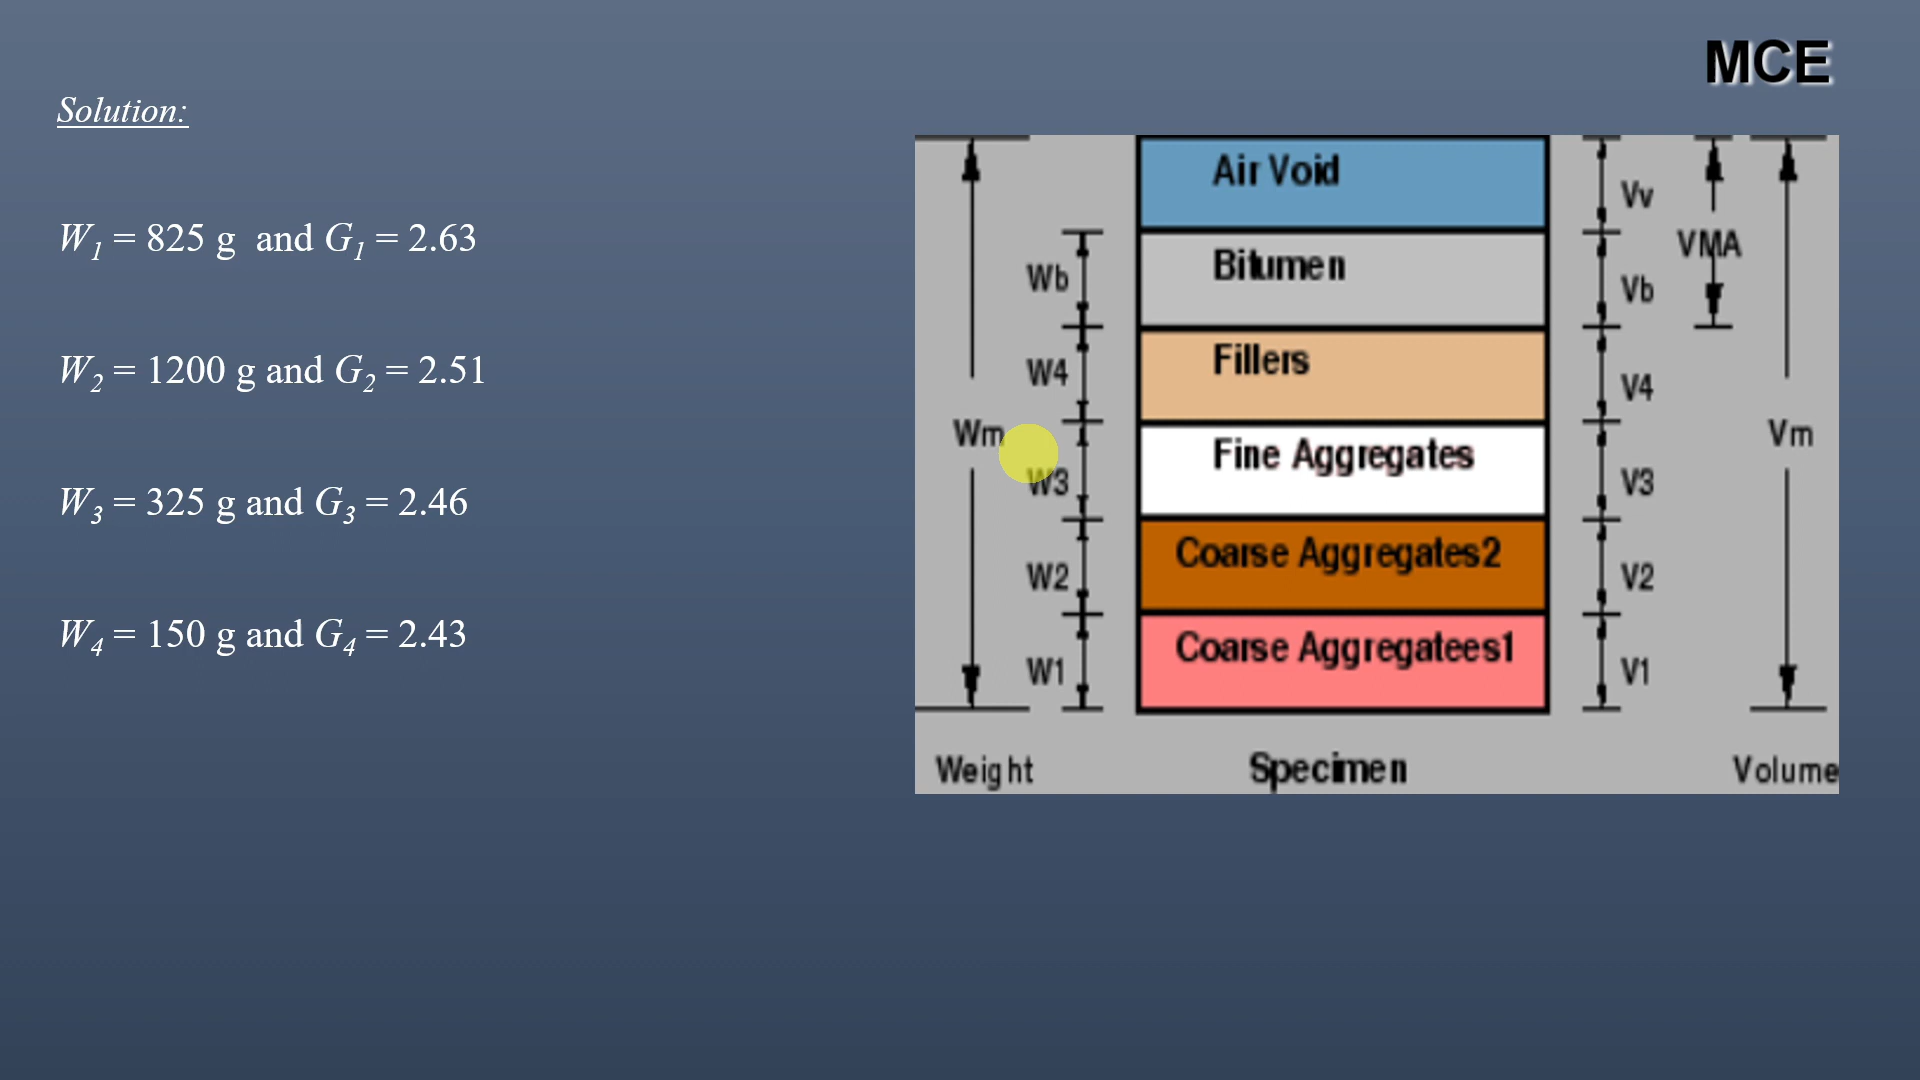 MCE
Solution:
W1 = 825 g and G1 = 2.63
W2 = 1200 g and G2 = 2.51
W3 = 325 g and G3 = 2.46
W4 = 150 g and G4 = 2.43
Air Void
Vv
VMA
Wb
Bitumen
Vb
W4
Fillers
V4
Wm
Fine Aggregates
Vm
W3
V3
W2
Coarse Aggregates2
V2
W1
Coarse Aggregatees1
V1
Weight
Specimen
Volume